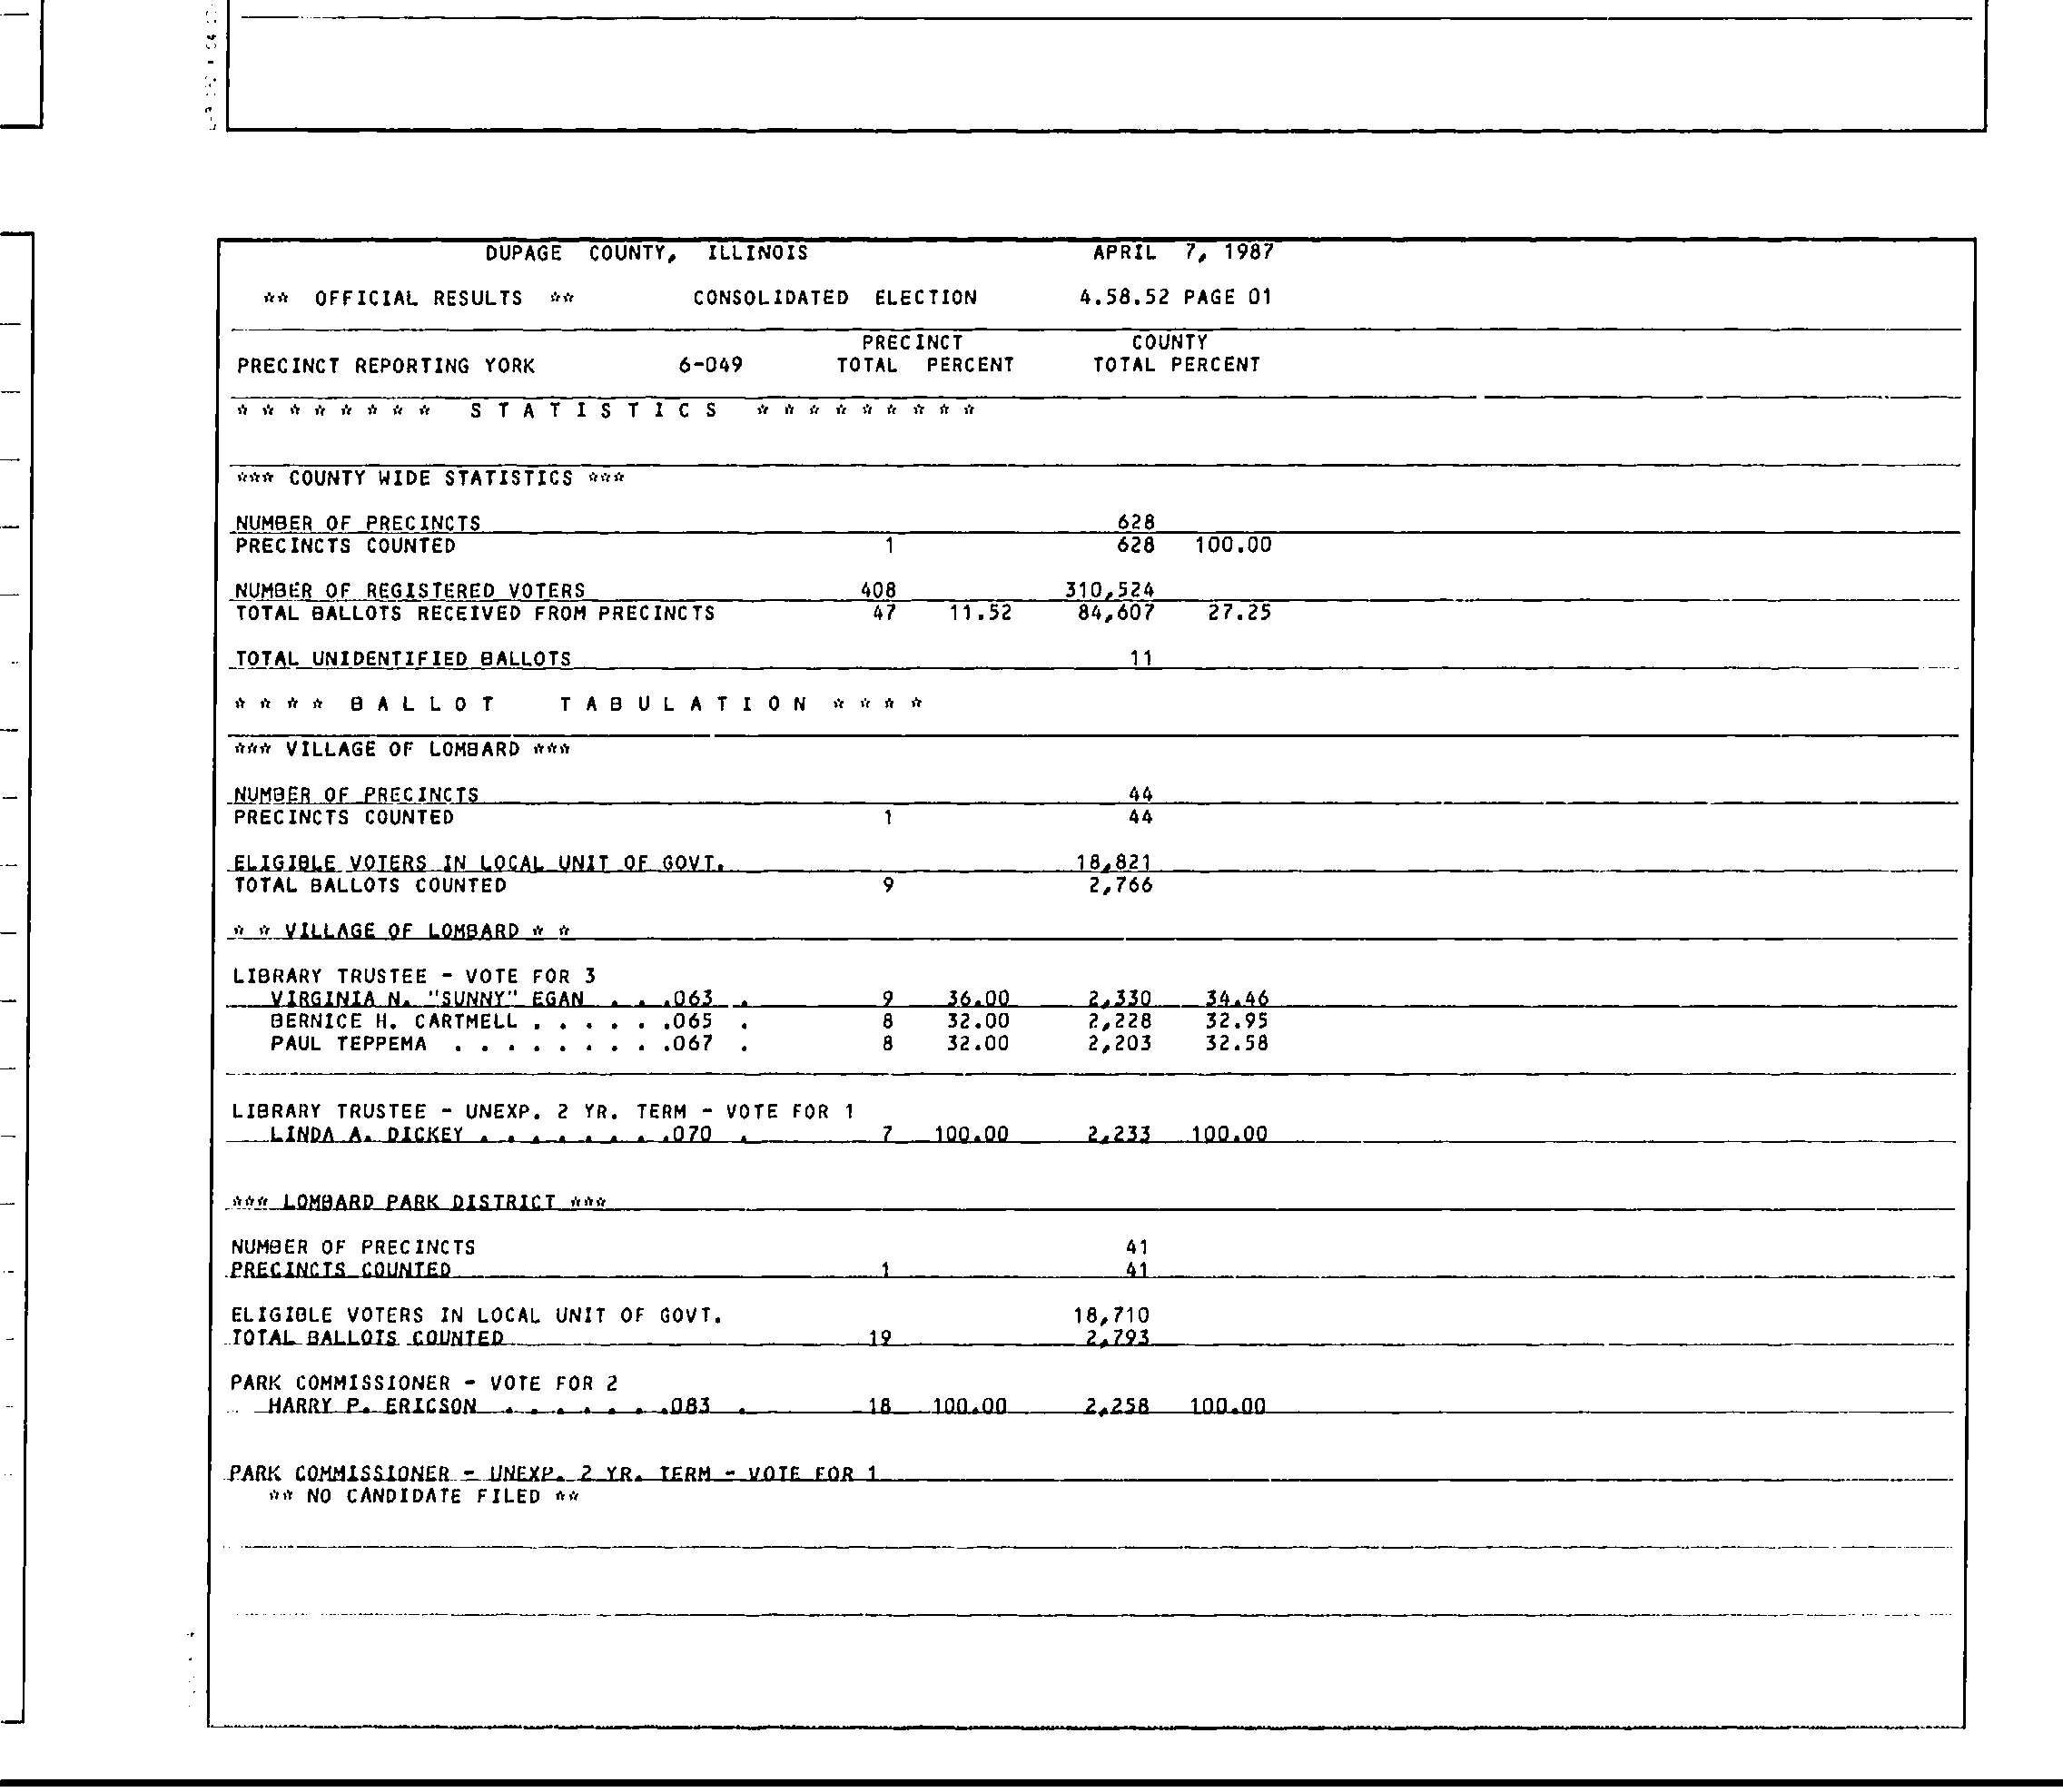 DUPAGE COUNTY, ILLINOIS APRIL 7, 1987
** OFFICIAL RESULTS ** CONSOLIDATED ELECTION 4.58.52 PAGE 01
PRECINCT COUNTY
PRECINCT REPORTING YORK 6-049 TOTAL PERCENT TOTAL PERCENT
* * * * * * * * S T A T I S T I C S * * * * * * * * *
*** COUNTY WIDE STATISTICS ***
NUMBER OF PRECINCTS 628
PRECINCTS COUNTED 1 628 100.00
NUMBER OF REGISTERED VOTERS 408 310,524
TOTAL BALLOTS RECEIVED FROM PRECINCTS 47 11.52 84,607 27.25
TOTAL UNIDENTIFIED BALLOTS 11
* * * * B A L L O T T A B U L A T I O N * * * *
*** VILLAGE OF LOMBARD ***
NUMBER OF PRECINCTS 44
PRECINCTS COUNTED 1 44
ELIGIBLE VOTERS IN LOCAL UNIT OF GOVT. 18,821
TOTAL BALLOTS COUNTED 9 2,766
* * VILLAGE OF LOMBARD * *
LIBRARY TRUSTEE - VOTE FOR 3
VIRGINIA N. "SUNNY" EGAN . . .063 . 9 36.00 2,330 34.46
BERNICE H. CARTMELL . . . . . .065 . 8 32.00 2,228 32.95
PAUL TEPPEMA . . . . . . . . .067 . 8 32.00 2,203 32.58
LIBRARY TRUSTEE - UNEXP. 2 YR. TERM - VOTE FOR 1
LINDA A. DICKEY . . . . . . . .070 . 7 100.00 2,233 100.00
*** LOMBARD PARK DISTRICT ***
NUMBER OF PRECINCTS 41
PRECINCTS COUNTED 1 41
ELIGIBLE VOTERS IN LOCAL UNIT OF GOVT. 18,710
TOTAL BALLOTS COUNTED 19 2,793
PARK COMMISSIONER - VOTE FOR 2
HARRY P. ERICSON . . . . . . .083 . 18 100.00 2,258 100.00
PARK COMMISSIONER - UNEXP. 2 YR. TERM - VOTE FOR 1
** NO CANDIDATE FILED **